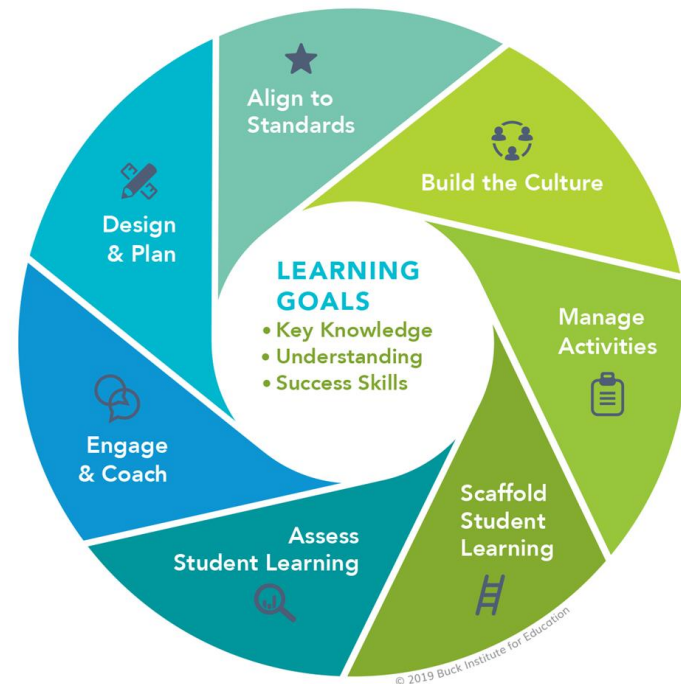 Align to
Standards
Build the Culture
Manage
Activities
Scaffold
Student
Learning
Assess
Student Learning
Engage
& Coach
Design
& Plan
LEARNING
GOALS
• Key Knowledge
• Understanding
• Success Skills
© 2019 Buck Institute for Education